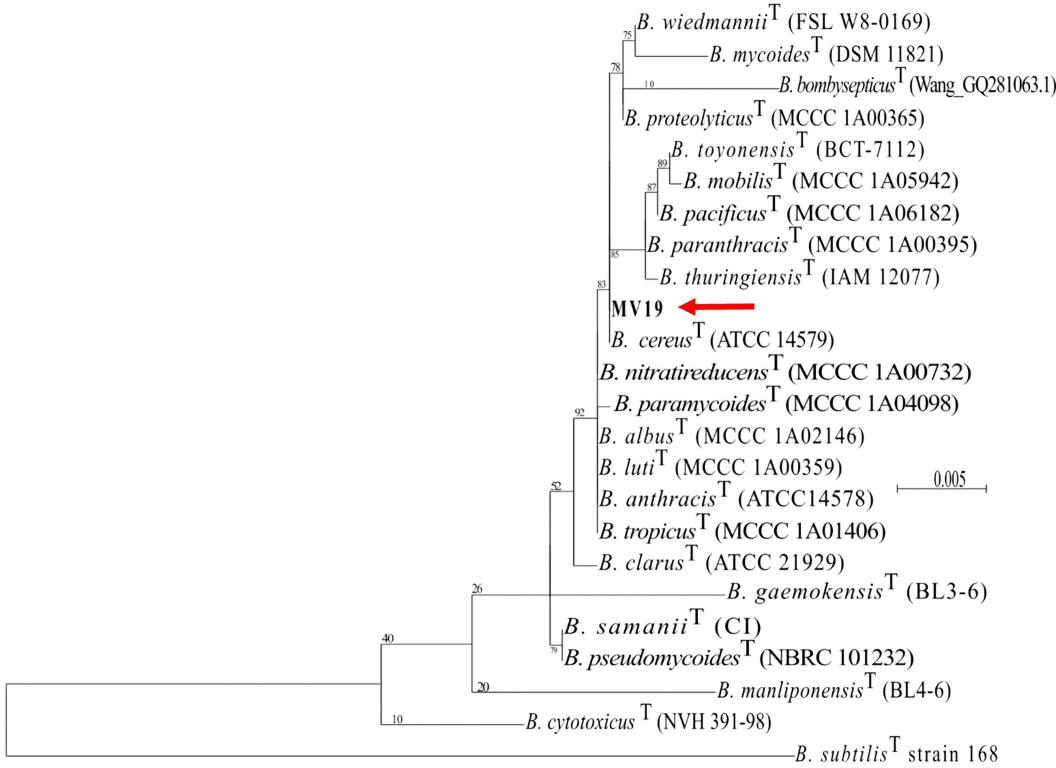 75 B. wiedmannii T (FSL W8-0169)
B. mycoides T (DSM 11821)
78
10 B. bombysepticus T (Wang_GQ281063.1)
B. proteolyticus T (MCCC 1A00365)
B. toyonensis T (BCT-7112)
89
B. mobilis T (MCCC 1A05942)
87
B. pacificus T (MCCC 1A06182)
B. paranthracis T (MCCC 1A00395)
85
B. thuringiensis T (IAM 12077)
83
MV19
B. cereus T (ATCC 14579)
B. nitratireducens T (MCCC 1A00732)
B. paramycoides T (MCCC 1A04098)
92
B. albus T (MCCC 1A02146)
B. luti T (MCCC 1A00359)
0.005
52
B. anthracis T (ATCC14578)
B. tropicus T (MCCC 1A01406)
B. clarus T (ATCC 21929)
26
B. gaemokensis T (BL3-6)
B. samanii T (CI)
40
79
B. pseudomycoides T (NBRC 101232)
20 B. manliponensis T (BL4-6)
10 B. cytotoxicus T (NVH 391-98)
B. subtilis T strain 168